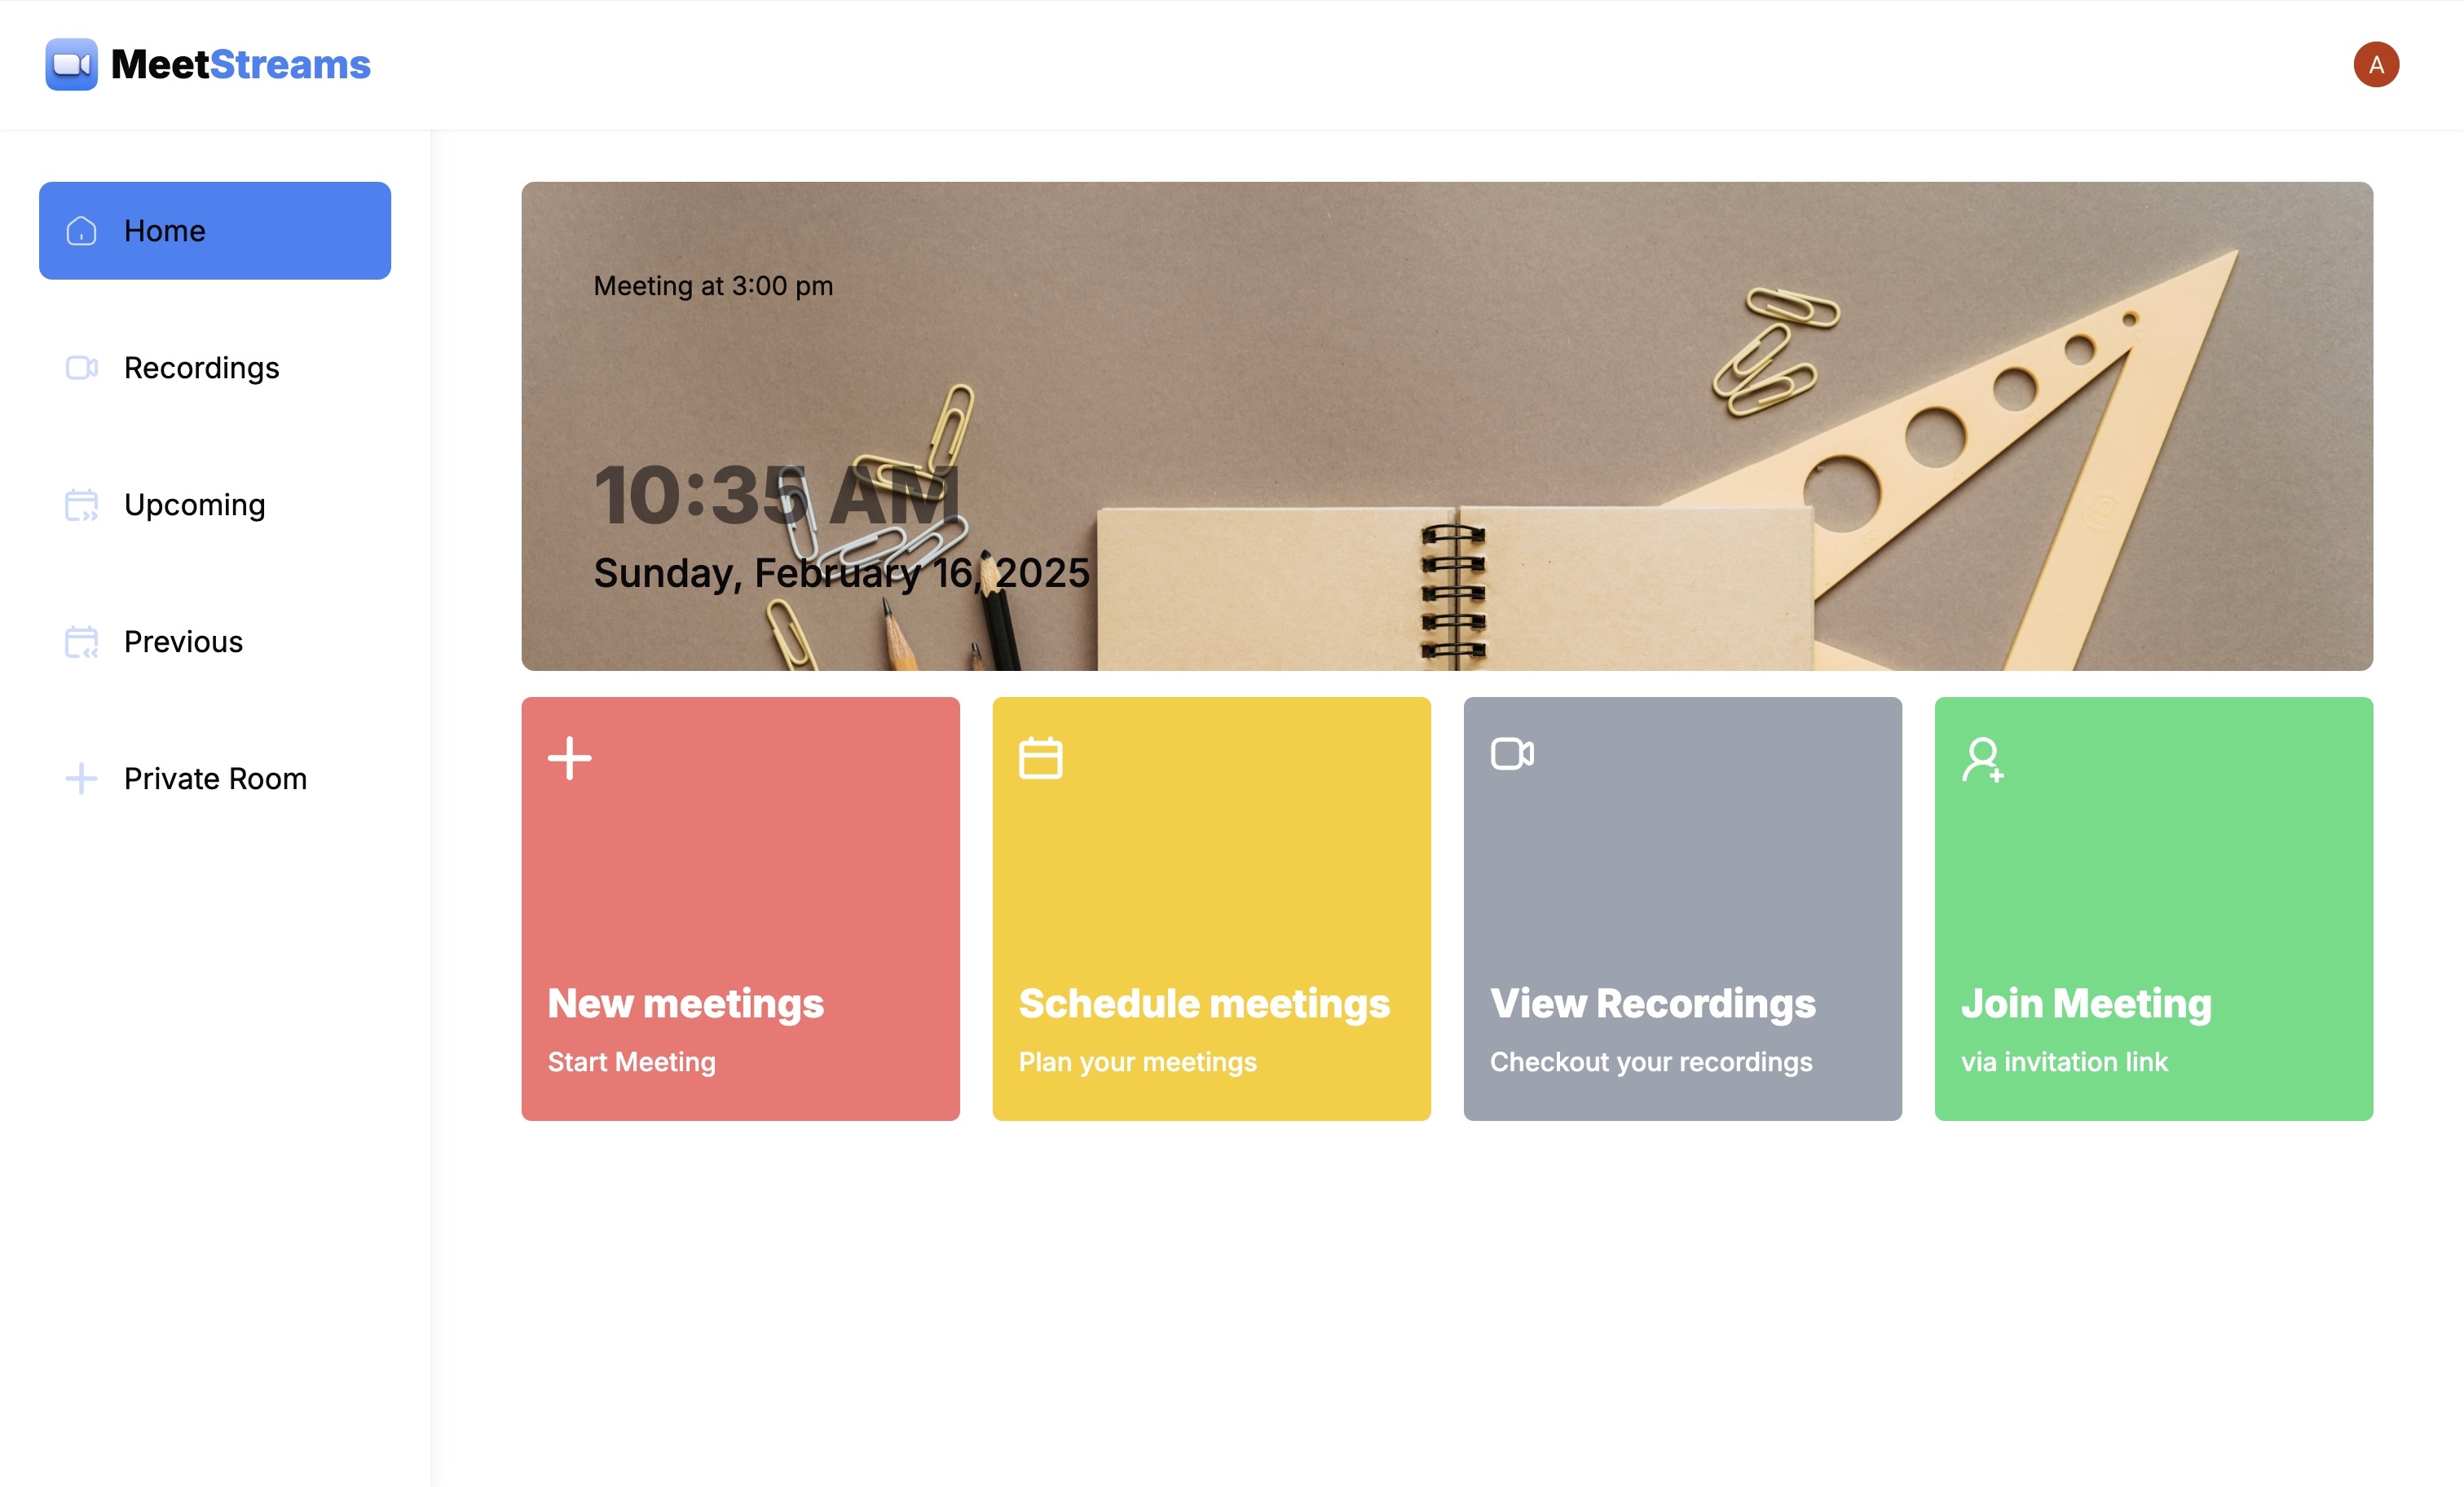 MeetStreams
A
Home
Recordings
Upcoming
Previous
Private Room
Meeting at 3:00 pm
10:35 AM
Sunday, February 16, 2025
New meetings
Start Meeting
Schedule meetings
Plan your meetings
View Recordings
Checkout your recordings
Join Meeting
via invitation link